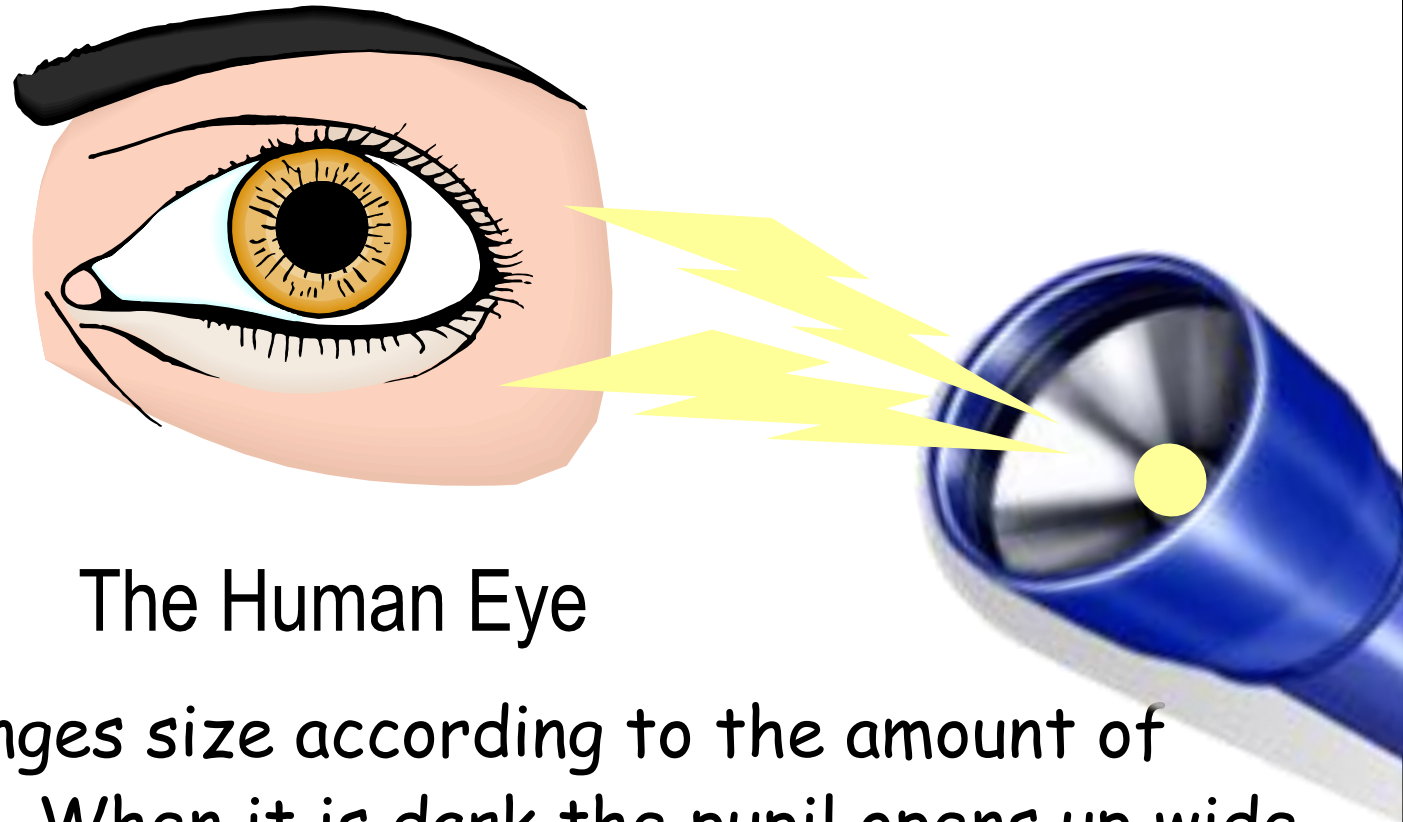 The Human Eye
nges size according to the amount of
When it is dark the pupil opens up wide